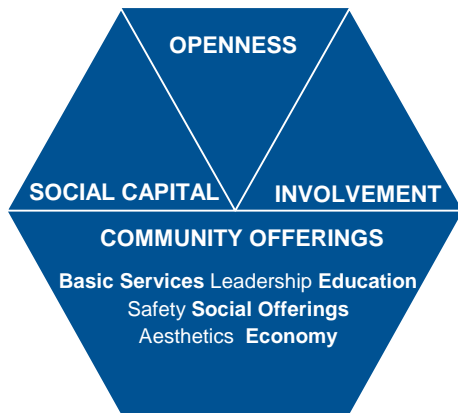 OPENNESS
SOCIAL CAPITAL
INVOLVEMENT
COMMUNITY OFFERINGS
Basic Services Leadership Education
Safety Social Offerings
Aesthetics Economy